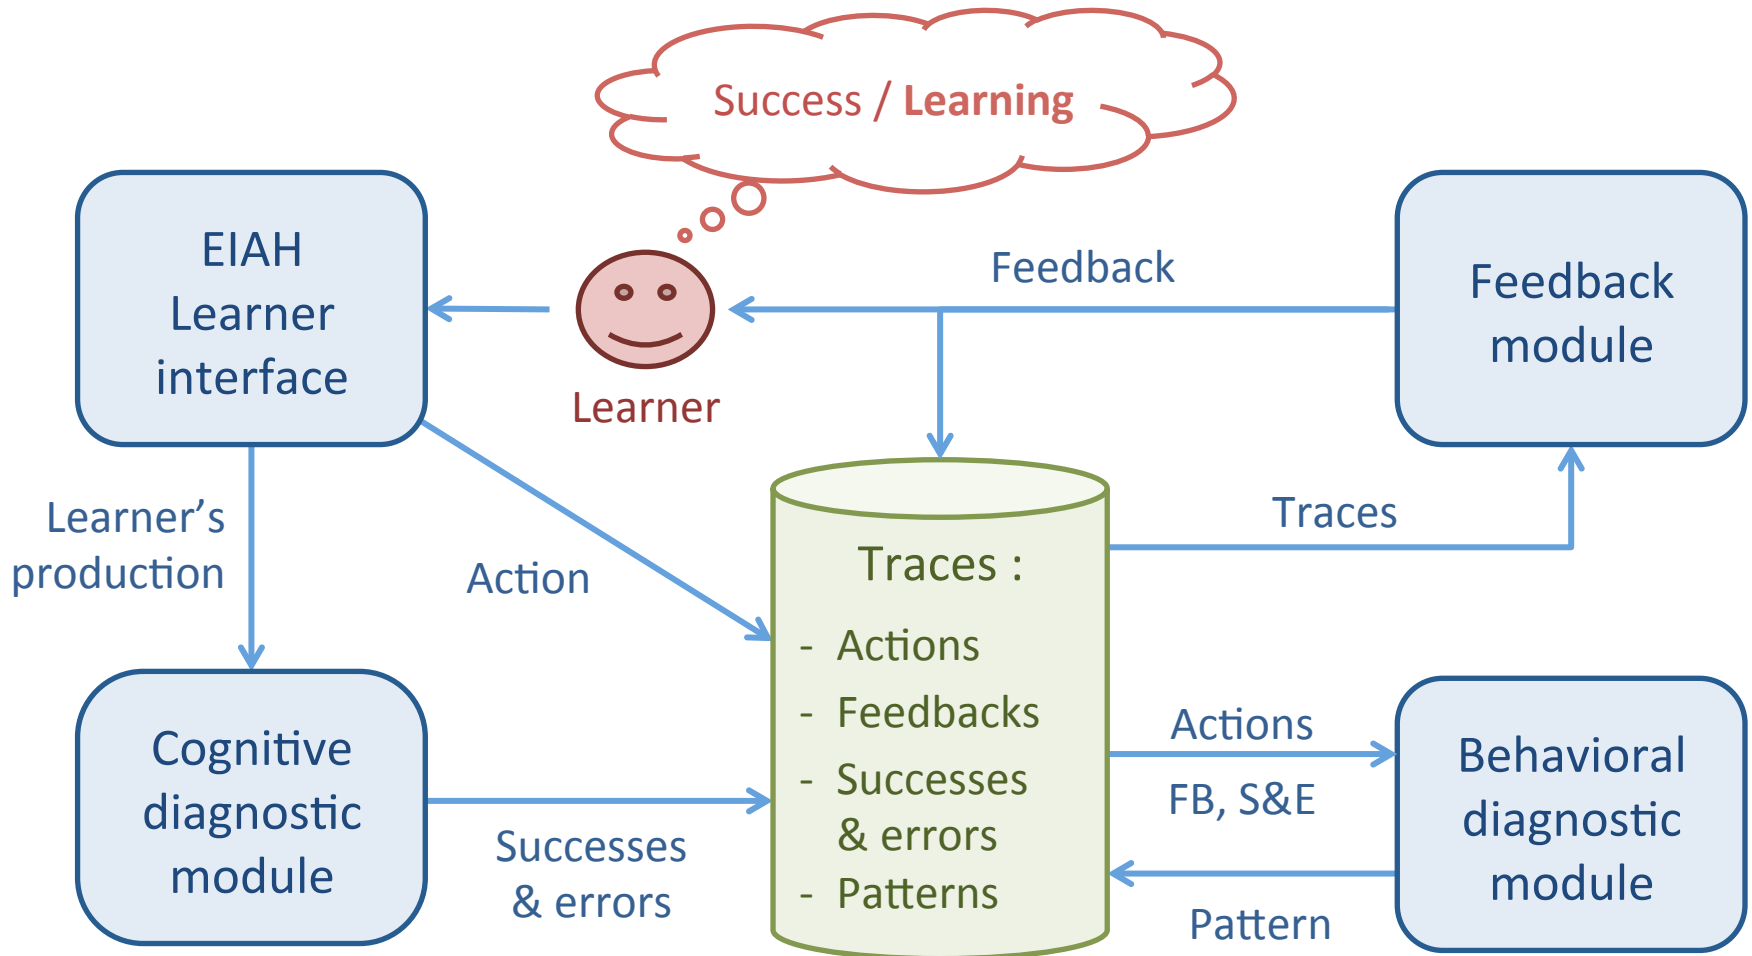 Success / Learning
EIAH
Learner
interface
Learner
Feedback
Feedback
module
Learner's
production
Action
Traces
Traces :
- Actions
- Feedbacks
- Successes
& errors
- Patterns
Cognitive
diagnostic
module
Successes
& errors
Actions
FB, S&E
Pattern
Behavioral
diagnostic
module